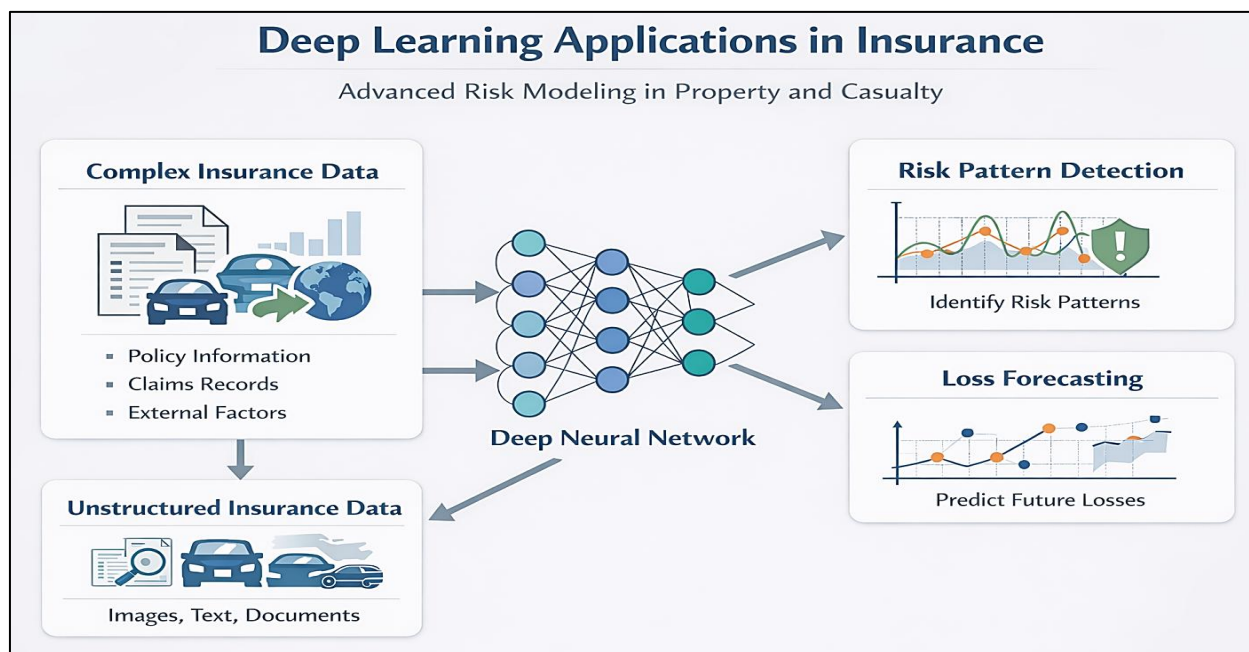 Deep Learning Applications in Insurance
Advanced Risk Modeling in Property and Casualty
Complex Insurance Data
▪ Policy Information
▪ Claims Records
▪ External Factors
Unstructured Insurance Data
Images, Text, Documents
Deep Neural Network
Risk Pattern Detection
!
Identify Risk Patterns
Loss Forecasting
Predict Future Losses